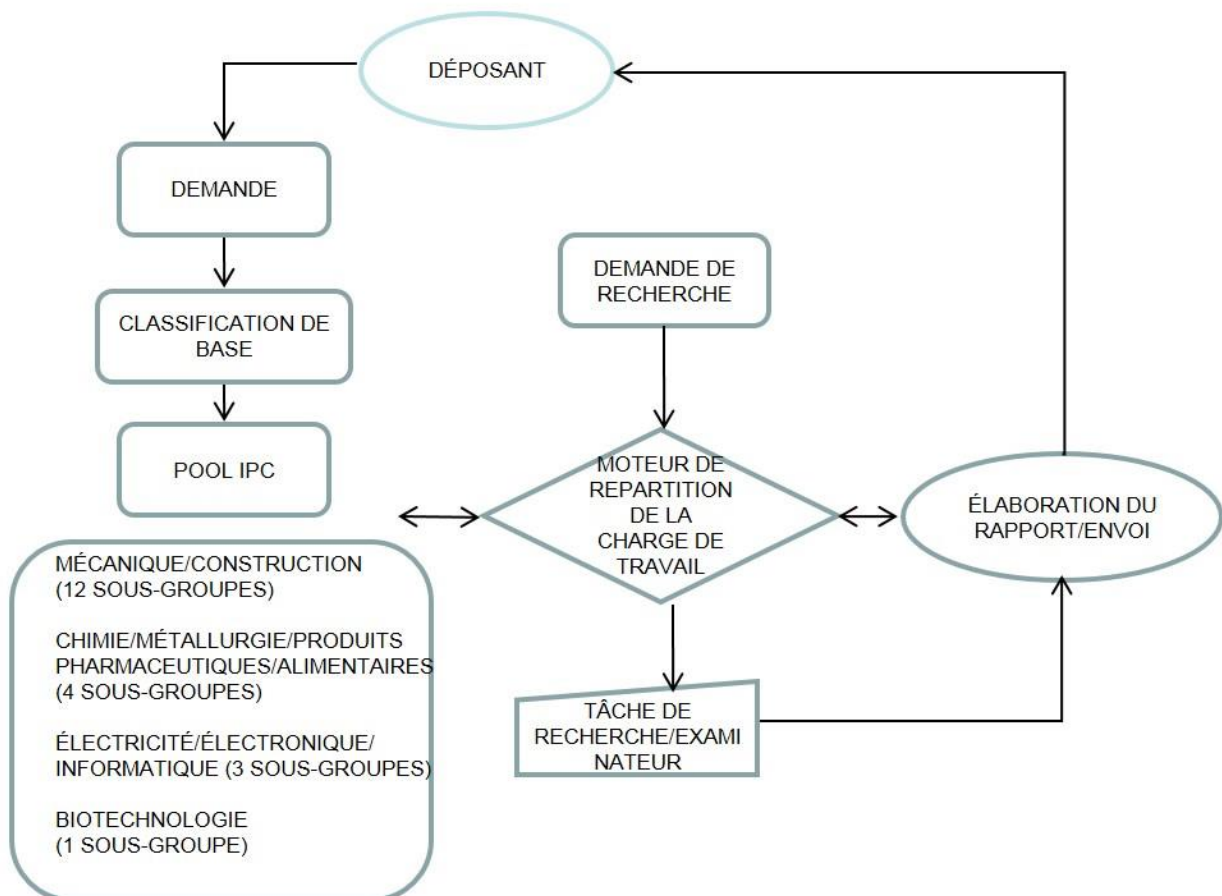 DÉPOSANT
DEMANDE
CLASSIFICATION DE
BASE
POOL IPC
MÉCANIQUE/CONSTRUCTION
(12 SOUS-GROUPES)
CHIMIE/MÉTALLURGIE/PRODUITS
PHARMACEUTIQUES/ALIMENTAIRES
(4 SOUS-GROUPES)
ÉLECTRICITÉ/ÉLECTRONIQUE/
INFORMATIQUE (3 SOUS-GROUPES)
BIOTECHNOLOGIE
(1 SOUS-GROUPE)
DEMANDE DE
RECHERCHE
MOTEUR DE
REPARTITION
DE LA
CHARGE DE
TRAVAIL
TÂCHE DE
RECHERCHE/EXAMI
NATEUR
ÉLABORATION DU
RAPPORT/ENVOI